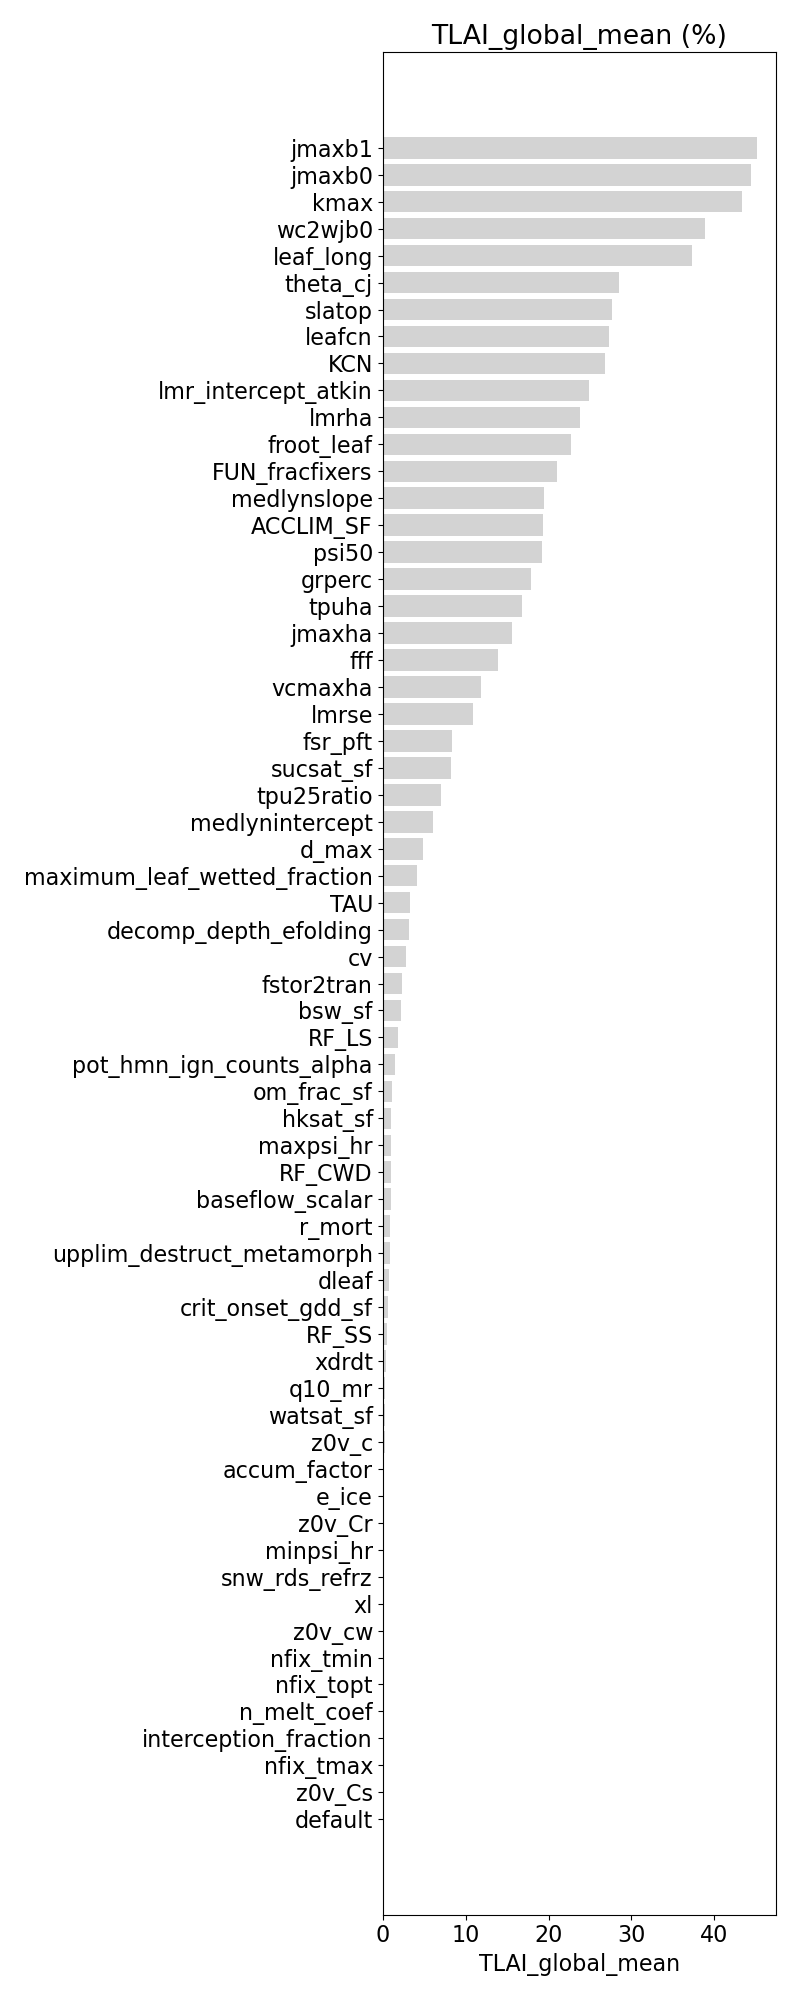 TLAI_global_mean (%)
jmaxb1
jmaxb0
kmax
wc2wjb0
leaf_long
theta_cj
slatop
leafcn
KCN
lmr_intercept_atkin
lmrha
froot_leaf
FUN_fracfixers
medlynslope
ACCLIM_SF
psi50
grperc
tpuha
jmaxha
fff
vcmaxha
lmrse
fsr_pft
sucsat_sf
tpu25ratio
medlynintercept
d_max
maximum_leaf_wetted_fraction
TAU
decomp_depth_efolding
cv
fstor2tran
bsw_sf
RF_LS
pot_hmn_ign_counts_alpha
om_frac_sf
hksat_sf
maxpsi_hr
RF_CWD
baseflow_scalar
r_mort
upplim_destruct_metamorph
dleaf
crit_onset_gdd_sf
RF_SS
xdrdt
q10_mr
watsat_sf
z0v_c
accum_factor
e_ice
z0v_Cr
minpsi_hr
snw_rds_refrz
xl
z0v_cw
nfix_tmin
nfix_topt
n_melt_coef
interception_fraction
nfix_tmax
z0v_Cs
default
0 10 20 30 40
TLAI_global_mean